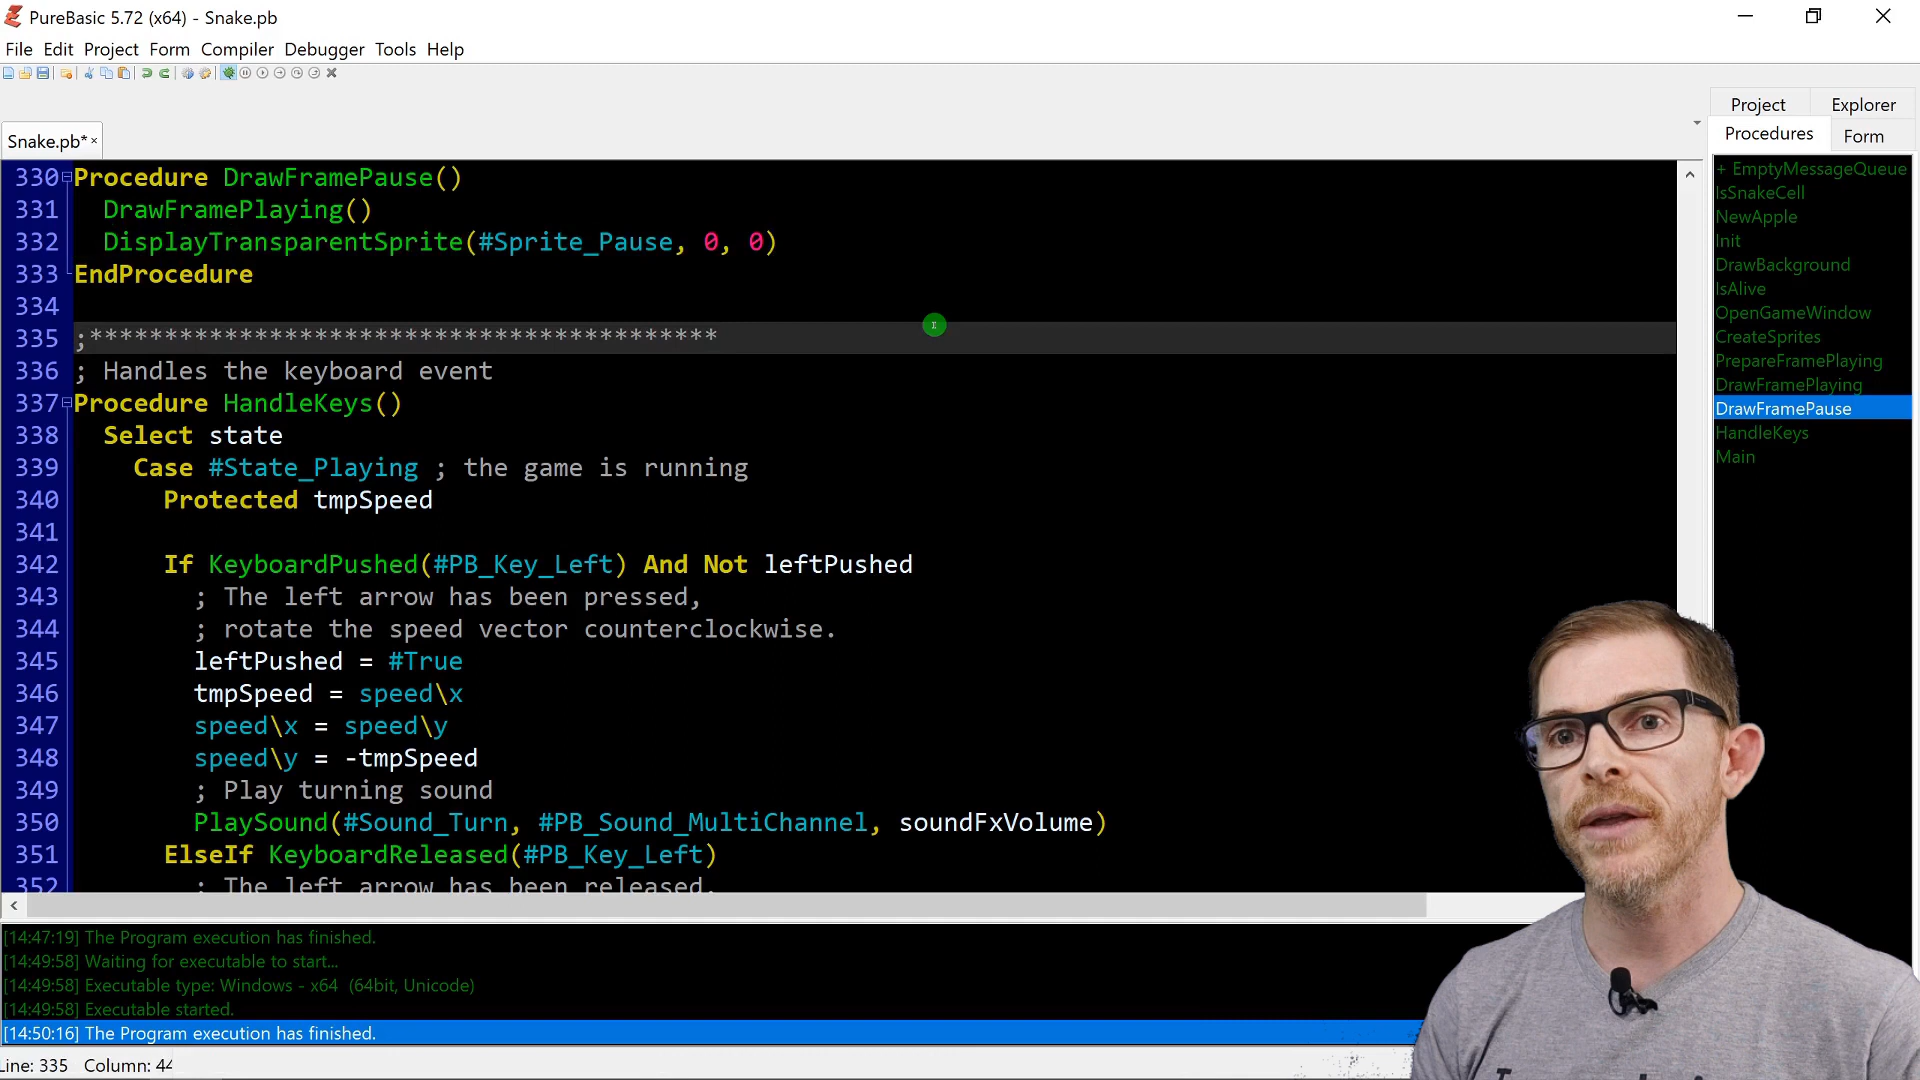 PureBasic 5.72 (x64) - Snake.pb
File Edit Project Form Compiler Debugger Tools Help
Project Explorer
Procedures Form
Snake.pb*
330 Procedure DrawFramePause()
331 DrawFramePlaying()
332 DisplayTransparentSprite(#Sprite_Pause, 0, 0)
333 EndProcedure
334
335 ;******************************************
336 ; Handles the keyboard event
337 Procedure HandleKeys()
338 Select state
339 Case #State_Playing ; the game is running
340 Protected tmpSpeed
341
342 If KeyboardPushed(#PB_Key_Left) And Not leftPushed
343 ; The left arrow has been pressed,
344 ; rotate the speed vector counterclockwise.
345 leftPushed = #True
346 tmpSpeed = speed\x
347 speed\x = speed\y
348 speed\y = -tmpSpeed
349 ; Play turning sound
350 PlaySound(#Sound_Turn, #PB_Sound_MultiChannel, soundFxVolume)
351 ElseIf KeyboardReleased(#PB_Key_Left)
352 ; The left arrow has been released.
+ EmptyMessageQueue
IsSnakeCell
NewApple
Init
DrawBackground
IsAlive
OpenGameWindow
CreateSprites
PrepareFramePlaying
DrawFramePlaying
DrawFramePause
HandleKeys
Main
[14:47:19] The Program execution has finished.
[14:49:58] Waiting for executable to start...
[14:49:58] Executable type: Windows - x64 (64bit, Unicode)
[14:49:58] Executable started.
[14:50:16] The Program execution has finished.
Line: 335 Column: 44